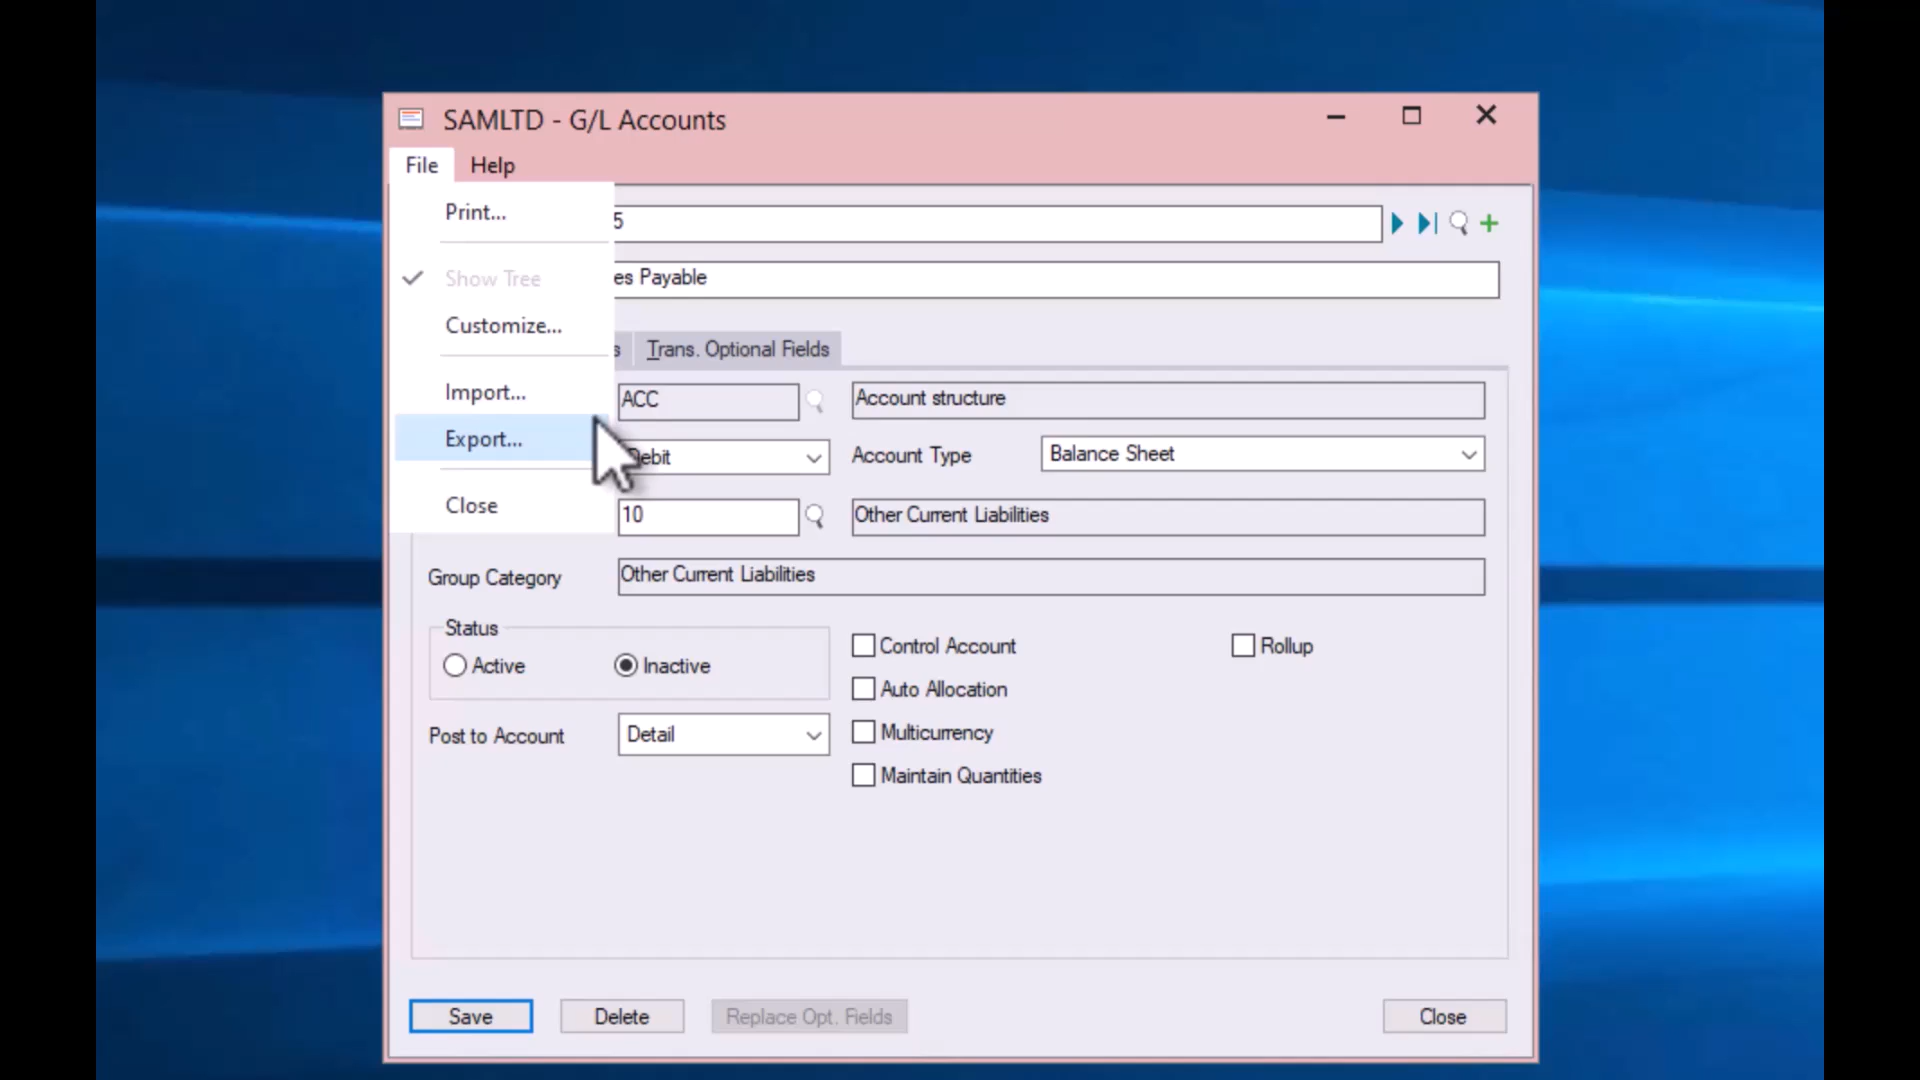 SAMLTD - G/L Accounts
File Help
Print...
5
Show Tree
es Payable
Customize...
s Trans. Optional Fields
Import...
ACC Account structure
Export...
Debit Account Type Balance Sheet
Close
10 Other Current Liabilities
Group Category Other Current Liabilities
Status
Control Account Rollup
Active Inactive
Auto Allocation
Post to Account Detail Multicurrency
Maintain Quantities
Save Delete Replace Opt. Fields Close